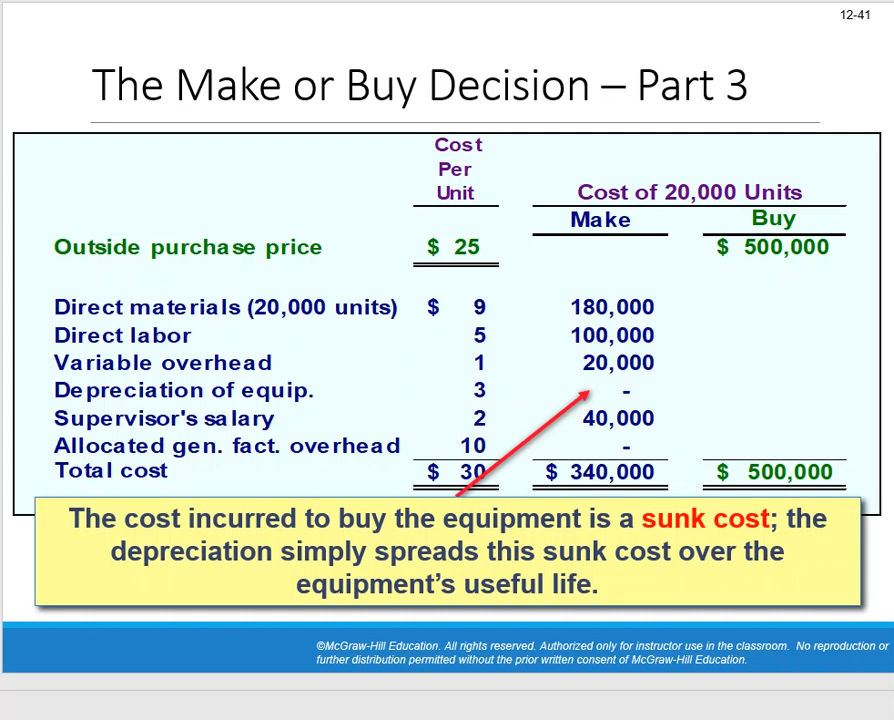 12-41
The Make or Buy Decision – Part 3
Cost
Per
Unit Cost of 20,000 Units
Make Buy
Outside purchase price $ 25 $ 500,000
Direct materials (20,000 units) $ 9 180,000
Direct labor 5 100,000
Variable overhead 1 20,000
Depreciation of equip. 3 -
Supervisor's salary 2 40,000
Allocated gen. fact. overhead 10 -
Total cost $ 30 $ 340,000 $ 500,000
The cost incurred to buy the equipment is a sunk cost; the
depreciation simply spreads this sunk cost over the
equipment’s useful life.
©McGraw-Hill Education. All rights reserved. Authorized only for instructor use in the classroom. No reproduction or
further distribution permitted without the prior written consent of McGraw-Hill Education.